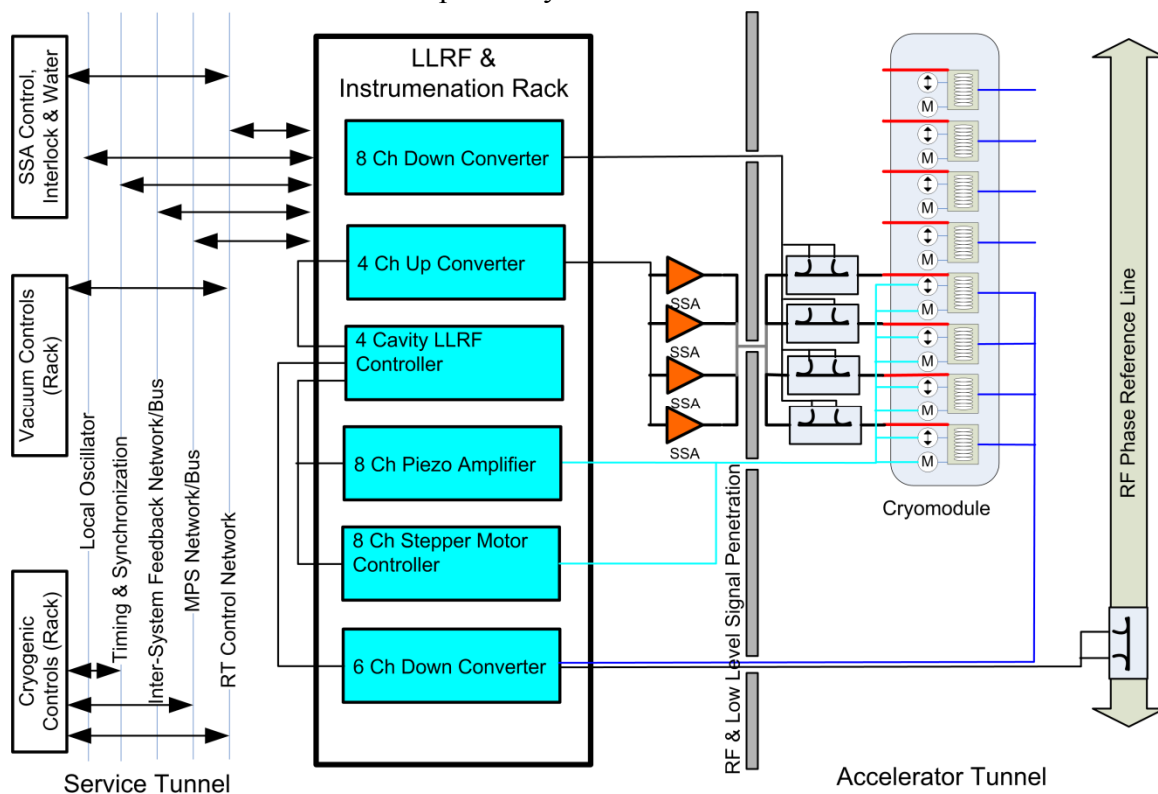 SSA Control,
Interlock & Water
Vacuum Controls
(Rack)
Cryogenic
Controls (Rack)
Local Oscillator
Timing & Synchronization
Inter-System Feedback Network/Bus
MPS Network/Bus
RT Control Network
Service Tunnel
LLRF &
Instrumenation Rack
8 Ch Down Converter
4 Ch Up Converter
4 Cavity LLRF
Controller
8 Ch Piezo Amplifier
8 Ch Stepper Motor
Controller
6 Ch Down Converter
SSA
SSA
SSA
SSA
RF & Low Level Signal Penetration
M
M
M
M
M
M
M
M
Cryomodule
RF Phase Reference Line
Accelerator Tunnel